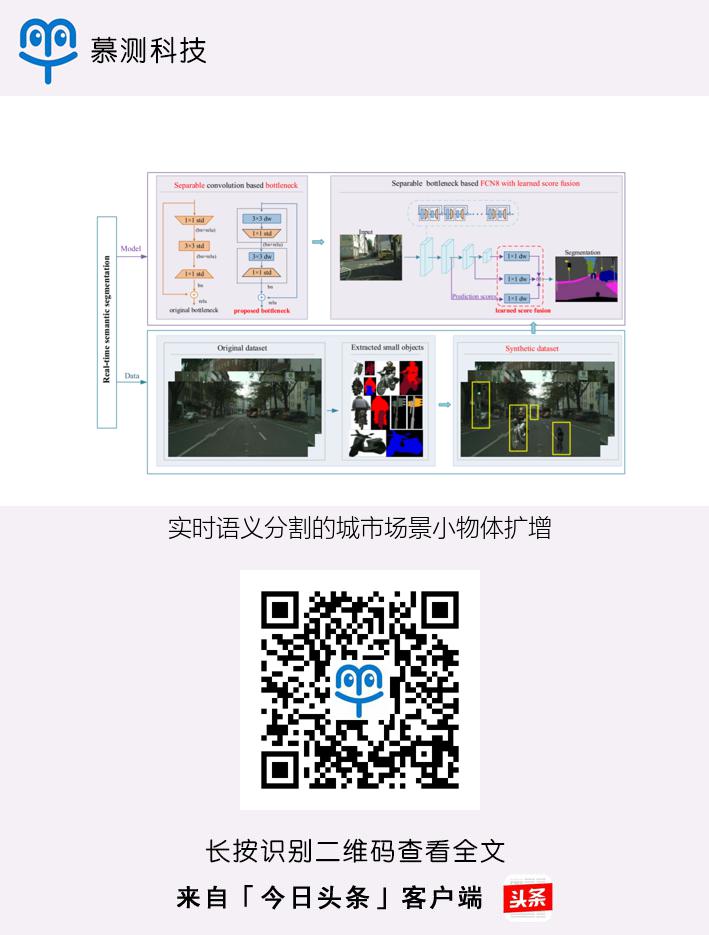 慕测科技
Separable convolution based bottleneck
Separable bottleneck based FCN8 with learned score fusion
1×1 std
(bn+relu)
3×3 std
(bn+relu)
1×1 std
bn
relu
original bottleneck
3×3 dw
1×1 std
(bn+relu)
3×3 dw
1×1 std
bn
relu
proposed bottleneck
Input
1×1 dw
1×1 dw
1×1 dw
Prediction scores
learned score fusion
Segmentation
Real-time semantic segmentation
Model
Data
Original dataset
Extracted small objects
Synthetic dataset
实时语义分割的城市场景小物体扩增
长按识别二维码查看全文
来自「今日头条」客户端
头条